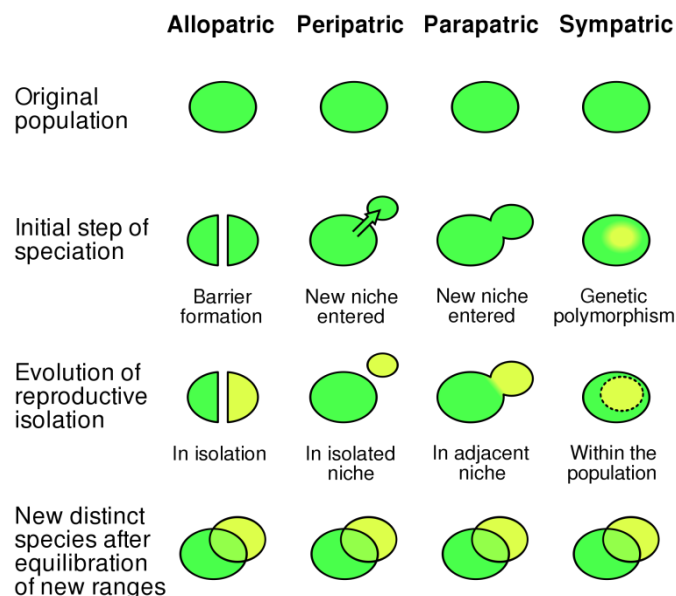 Allopatric Peripatric Parapatric Sympatric
Original
population
Initial step of
speciation
Barrier
formation
New niche
entered
New niche
entered
Genetic
polymorphism
Evolution of
reproductive
isolation
In isolation
In isolated
niche
In adjacent
niche
Within the
population
New distinct
species after
equilibration
of new ranges